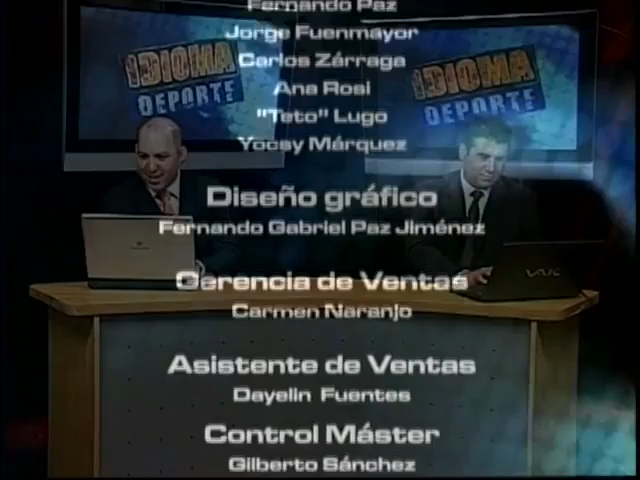 Fernando Paz
Jorge Fuenmayor
Carlos Zérraga
Ana Rosi
"Teto" Lugo
Yocsy Márquez
IDIOMA
DEPORTE
IDIOMA
DEPORTE
Diseño gráfico
Fernando Gabriel Paz Jiménez
Gerencia de Ventas
Carmen Naranjo
VAIO
Asistente de Ventas
Dayelin Fuentes
Control Máster
Gilberto Sánchez